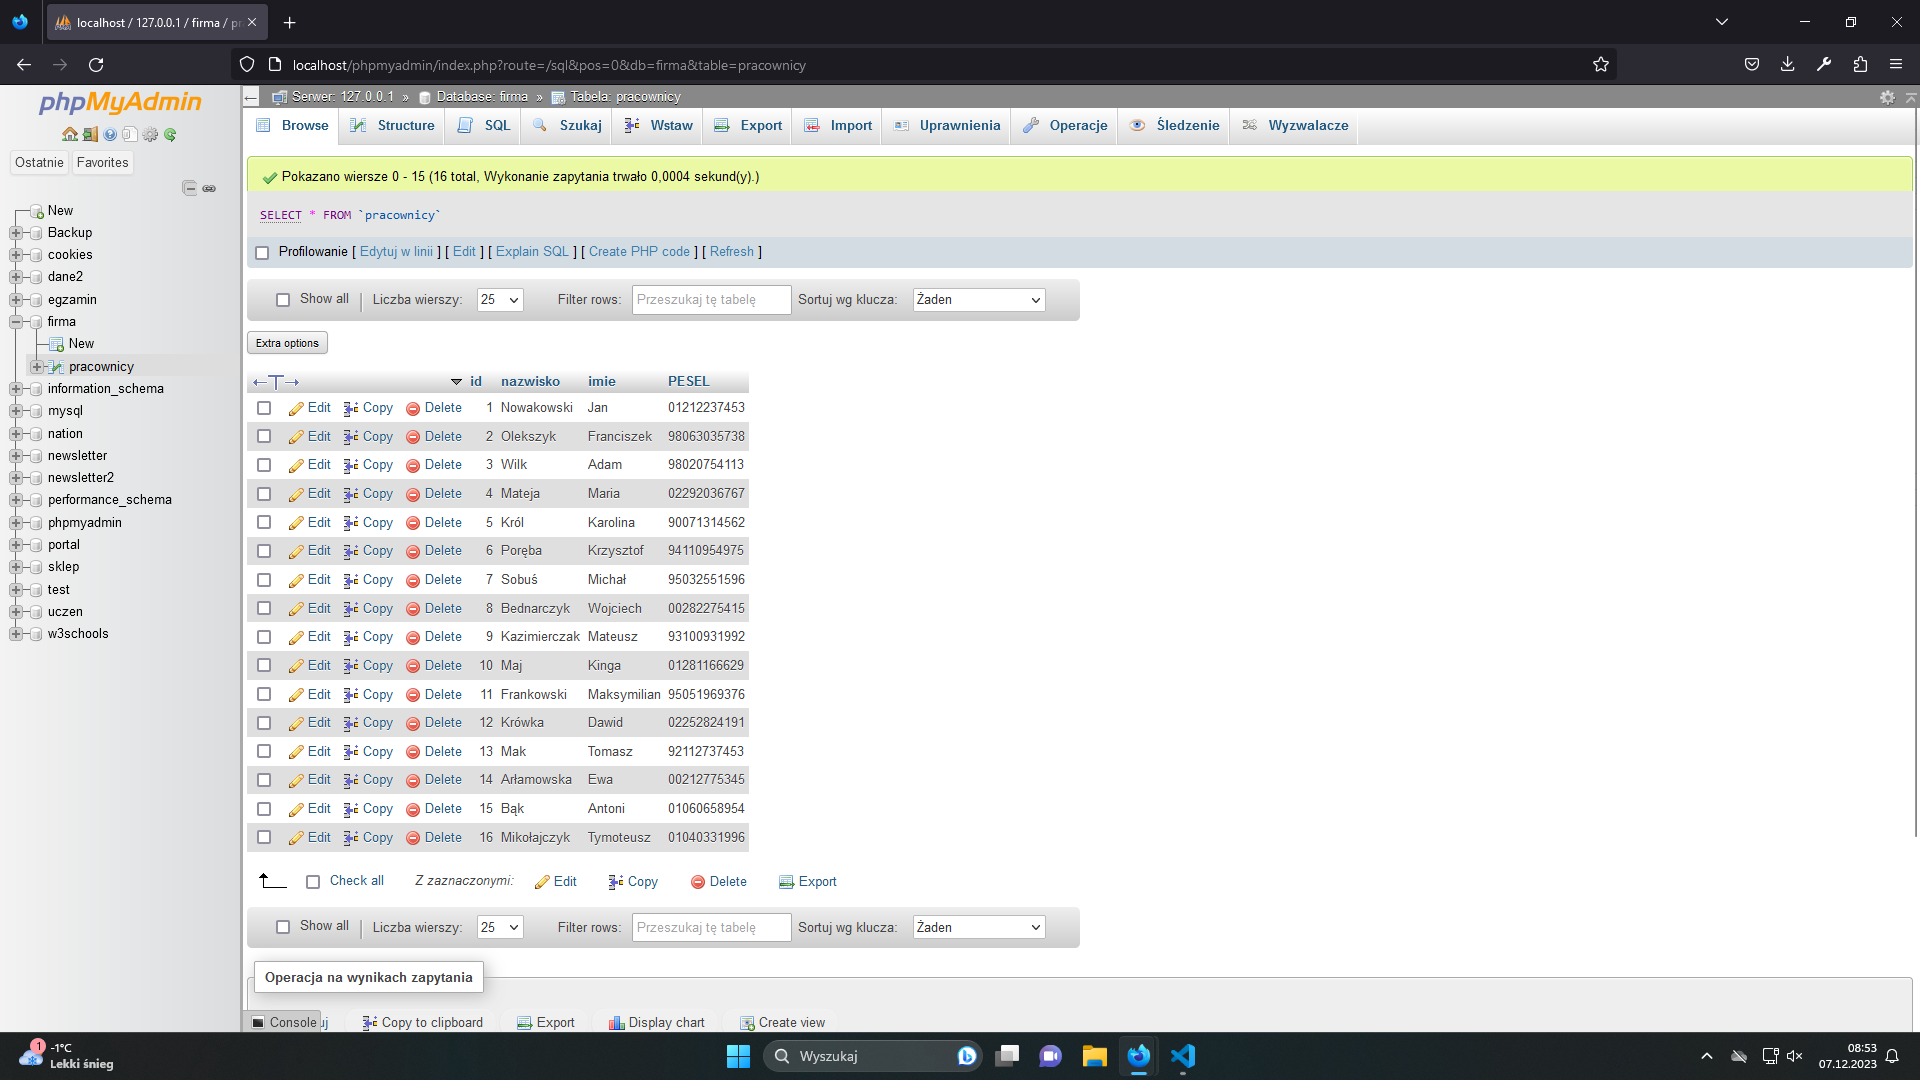 localhost / 127.0.0.1 / firma / pr
localhost/phpmyadmin/index.php?route=/sql&pos=0&db=firma&table=pracownicy
phpMyAdmin
Ostatnie Favorites
New
Backup
cookies
dane2
egzamin
firma
New
pracownicy
information_schema
mysql
nation
newsletter
newsletter2
performance_schema
phpmyadmin
portal
sklep
test
uczen
w3schools
Serwer: 127.0.0.1 » Database: firma » Tabela: pracownicy
Browse Structure SQL Szukaj Wstaw Export Import Uprawnienia Operacje Śledzenie Wyzwalacze
Pokazano wiersze 0 - 15 (16 total, Wykonanie zapytania trwało 0,0004 sekund(y).)
SELECT * FROM `pracownicy`
Profilowanie [ Edytuj w linii ] [ Edit ] [ Explain SQL ] [ Create PHP code ] [ Refresh ]
Show all Liczba wierszy: 25 Filter rows: Przeszukaj tę tabelę Sortuj wg klucza: Żaden
Extra options
←T→ id nazwisko imie PESEL
Edit Copy Delete 1 Nowakowski Jan 01212237453
Edit Copy Delete 2 Olekszyk Franciszek 98063035738
Edit Copy Delete 3 Wilk Adam 98020754113
Edit Copy Delete 4 Mateja Maria 02292036767
Edit Copy Delete 5 Król Karolina 90071314562
Edit Copy Delete 6 Poręba Krzysztof 94110954975
Edit Copy Delete 7 Sobuś Michał 95032551596
Edit Copy Delete 8 Bednarczyk Wojciech 00282275415
Edit Copy Delete 9 Kazimierczak Mateusz 93100931992
Edit Copy Delete 10 Maj Kinga 01281166629
Edit Copy Delete 11 Frankowski Maksymilian 95051969376
Edit Copy Delete 12 Krówka Dawid 02252824191
Edit Copy Delete 13 Mak Tomasz 92112737453
Edit Copy Delete 14 Arłamowska Ewa 00212775345
Edit Copy Delete 15 Bąk Antoni 01060658954
Edit Copy Delete 16 Mikołajczyk Tymoteusz 01040331996
Check all Z zaznaczonymi: Edit Copy Delete Export
Show all Liczba wierszy: 25 Filter rows: Przeszukaj tę tabelę Sortuj wg klucza: Żaden
Operacja na wynikach zapytania
Console uj Copy to clipboard Export Display chart Create view
1
-1°C
Lekki śnieg
Wyszukaj
08:53
07.12.2023